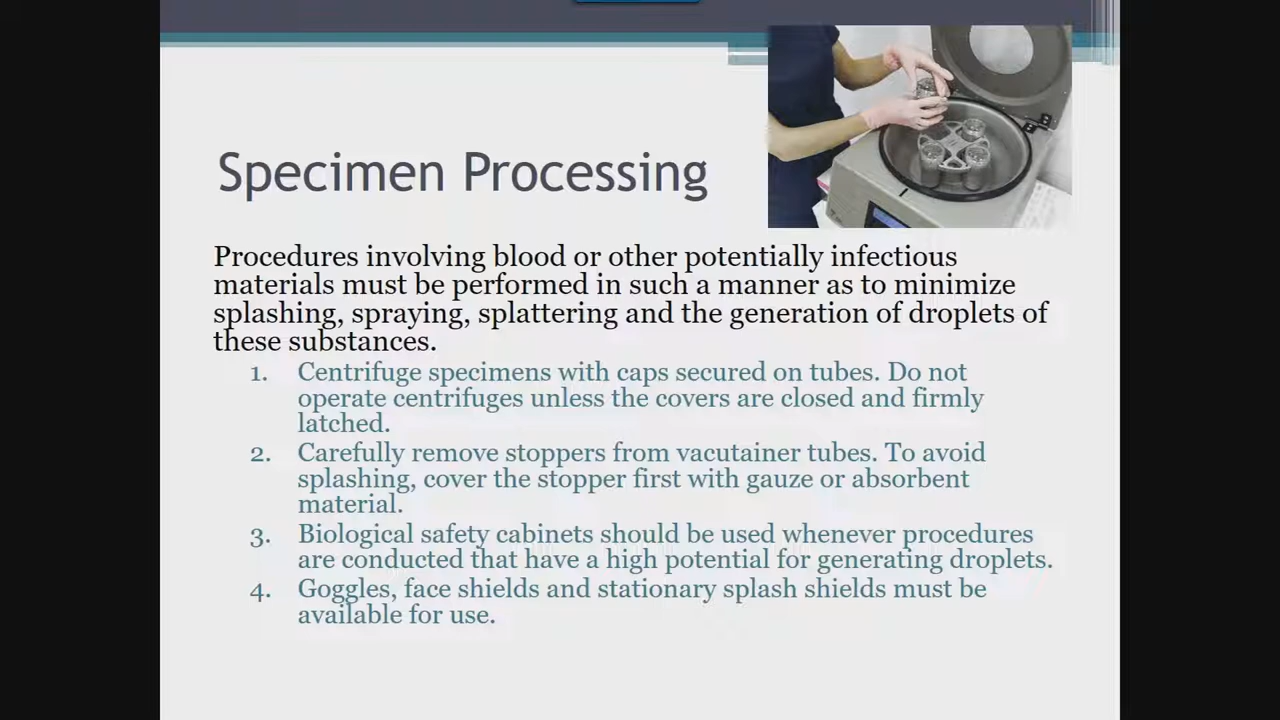 Specimen Processing
Procedures involving blood or other potentially infectious
materials must be performed in such a manner as to minimize
splashing, spraying, splattering and the generation of droplets of
these substances.
1. Centrifuge specimens with caps secured on tubes. Do not
operate centrifuges unless the covers are closed and firmly
latched.
2. Carefully remove stoppers from vacutainer tubes. To avoid
splashing, cover the stopper first with gauze or absorbent
material.
3. Biological safety cabinets should be used whenever procedures
are conducted that have a high potential for generating droplets.
4. Goggles, face shields and stationary splash shields must be
available for use.